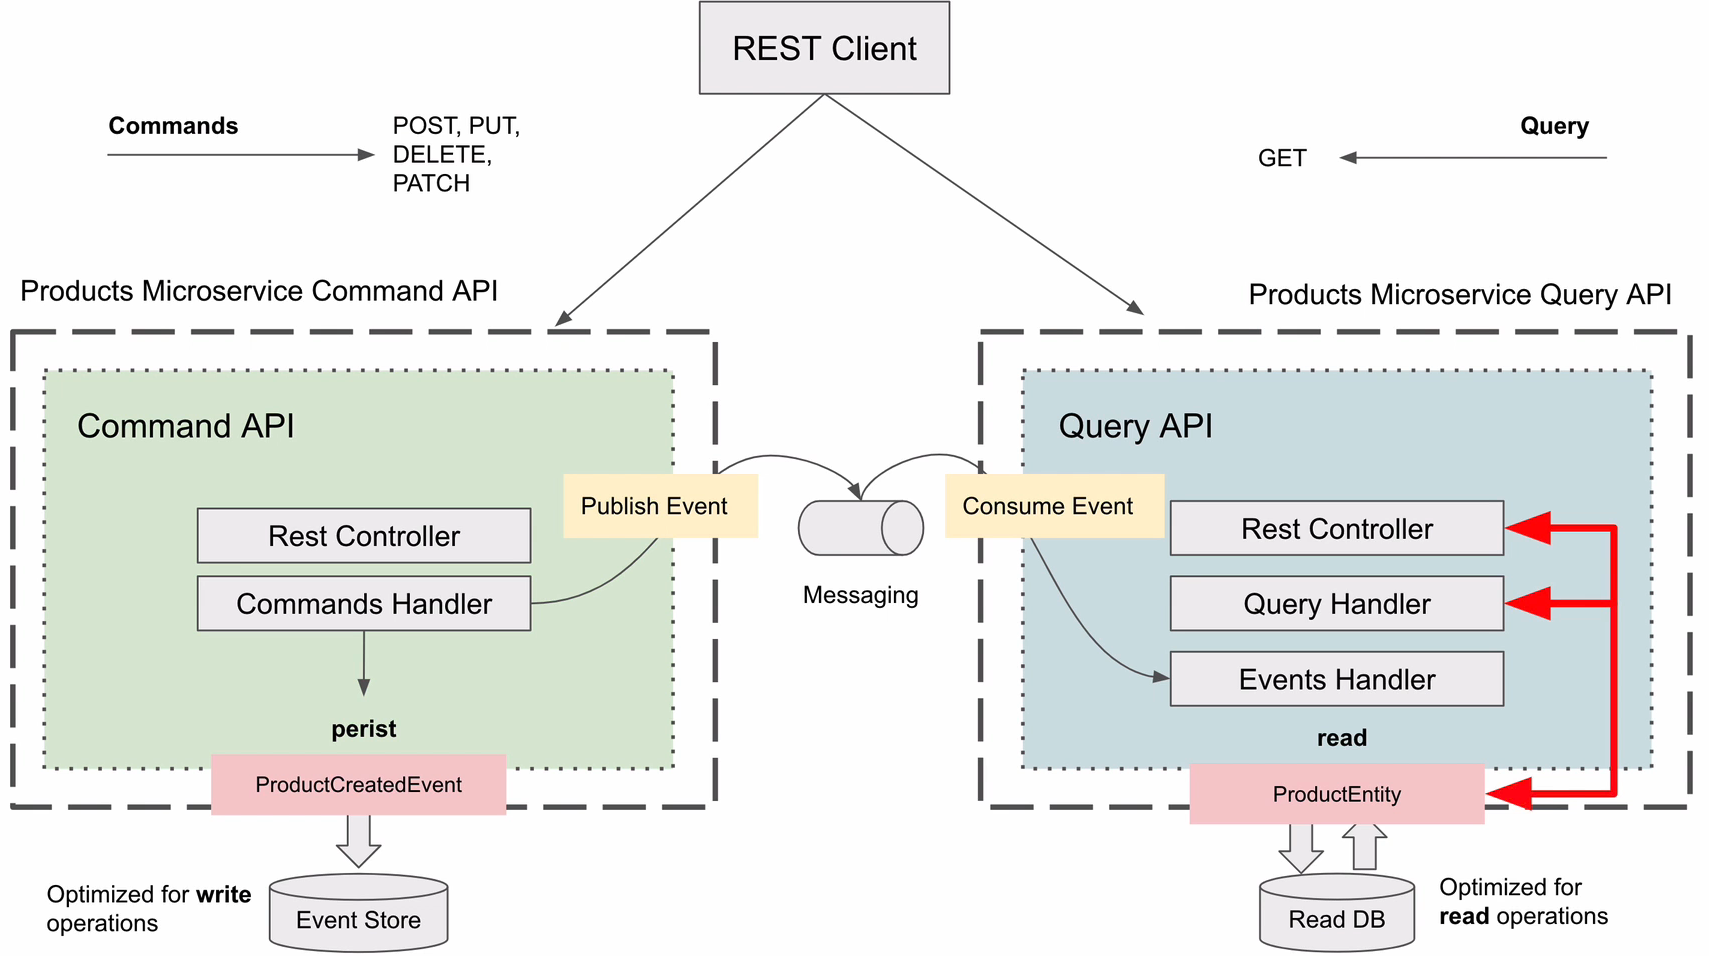 REST Client
Commands
POST, PUT,
DELETE,
PATCH
Query
GET
Products Microservice Command API
Products Microservice Query API
Command API
Publish Event
Rest Controller
Commands Handler
perist
ProductCreatedEvent
Optimized for write
operations
Event Store
Messaging
Query API
Consume Event
Rest Controller
Query Handler
Events Handler
read
ProductEntity
Read DB
Optimized for
read operations